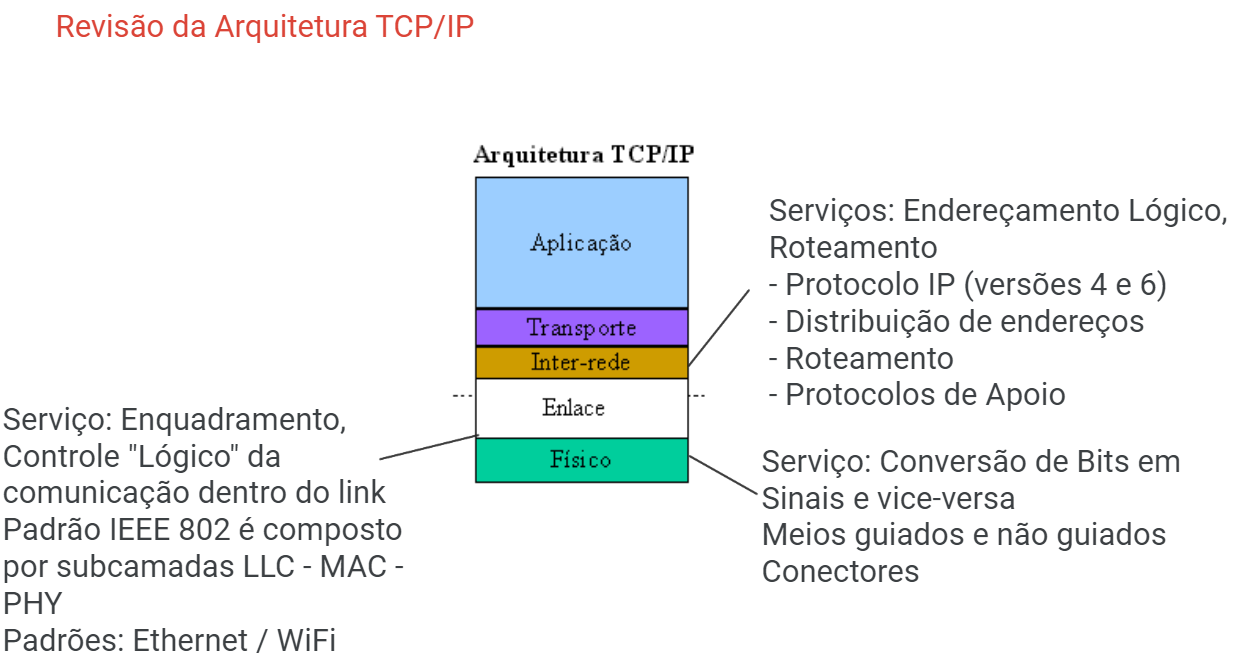 Revisão da Arquitetura TCP/IP
Arquitetura TCP/IP
Aplicação
Transporte
Inter-rede
Enlace
Físico
Serviços: Endereçamento Lógico,
Roteamento
- Protocolo IP (versões 4 e 6)
- Distribuição de endereços
- Roteamento
- Protocolos de Apoio
Serviço: Enquadramento,
Controle "Lógico" da
comunicação dentro do link
Padrão IEEE 802 é composto
por subcamadas LLC - MAC -
PHY
Padrões: Ethernet / WiFi
Serviço: Conversão de Bits em
Sinais e vice-versa
Meios guiados e não guiados
Conectores